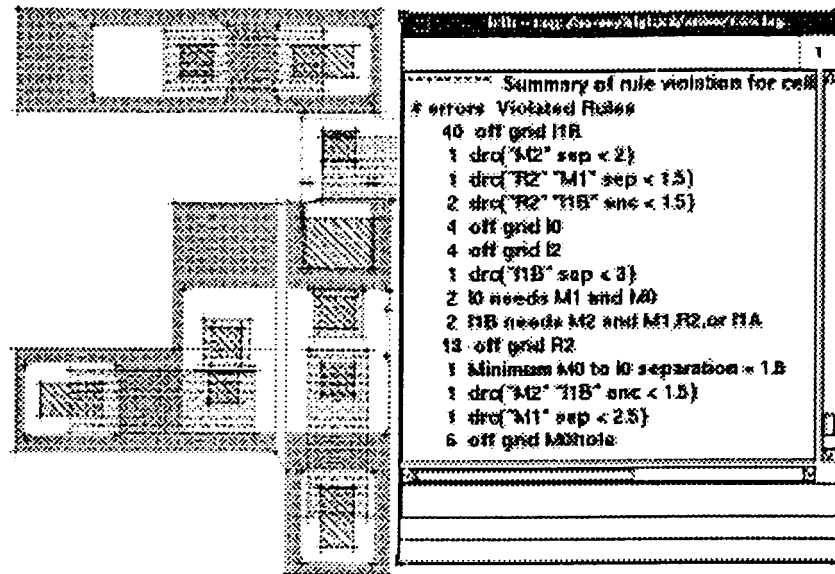 1
********* Summary of rule violation for cell
# errors Violated Rules
40 off grid I1B
1 drc("M2" sep < 2)
1 drc("R2" "M1" sep < 1.5)
2 drc("R2" "I1B" enc < 1.5)
4 off grid I0
4 off grid I2
1 drc("I1B" sep < 3)
2 I0 needs M1 and M0
2 I1B needs M2 and M1,R2,or I1A
13 off grid R2
1 Minimum M0 to I0 separation = 1.5
1 drc("M2" "I1B" enc < 1.5)
1 drc("M1" sep < 2.5)
6 off grid M0hole